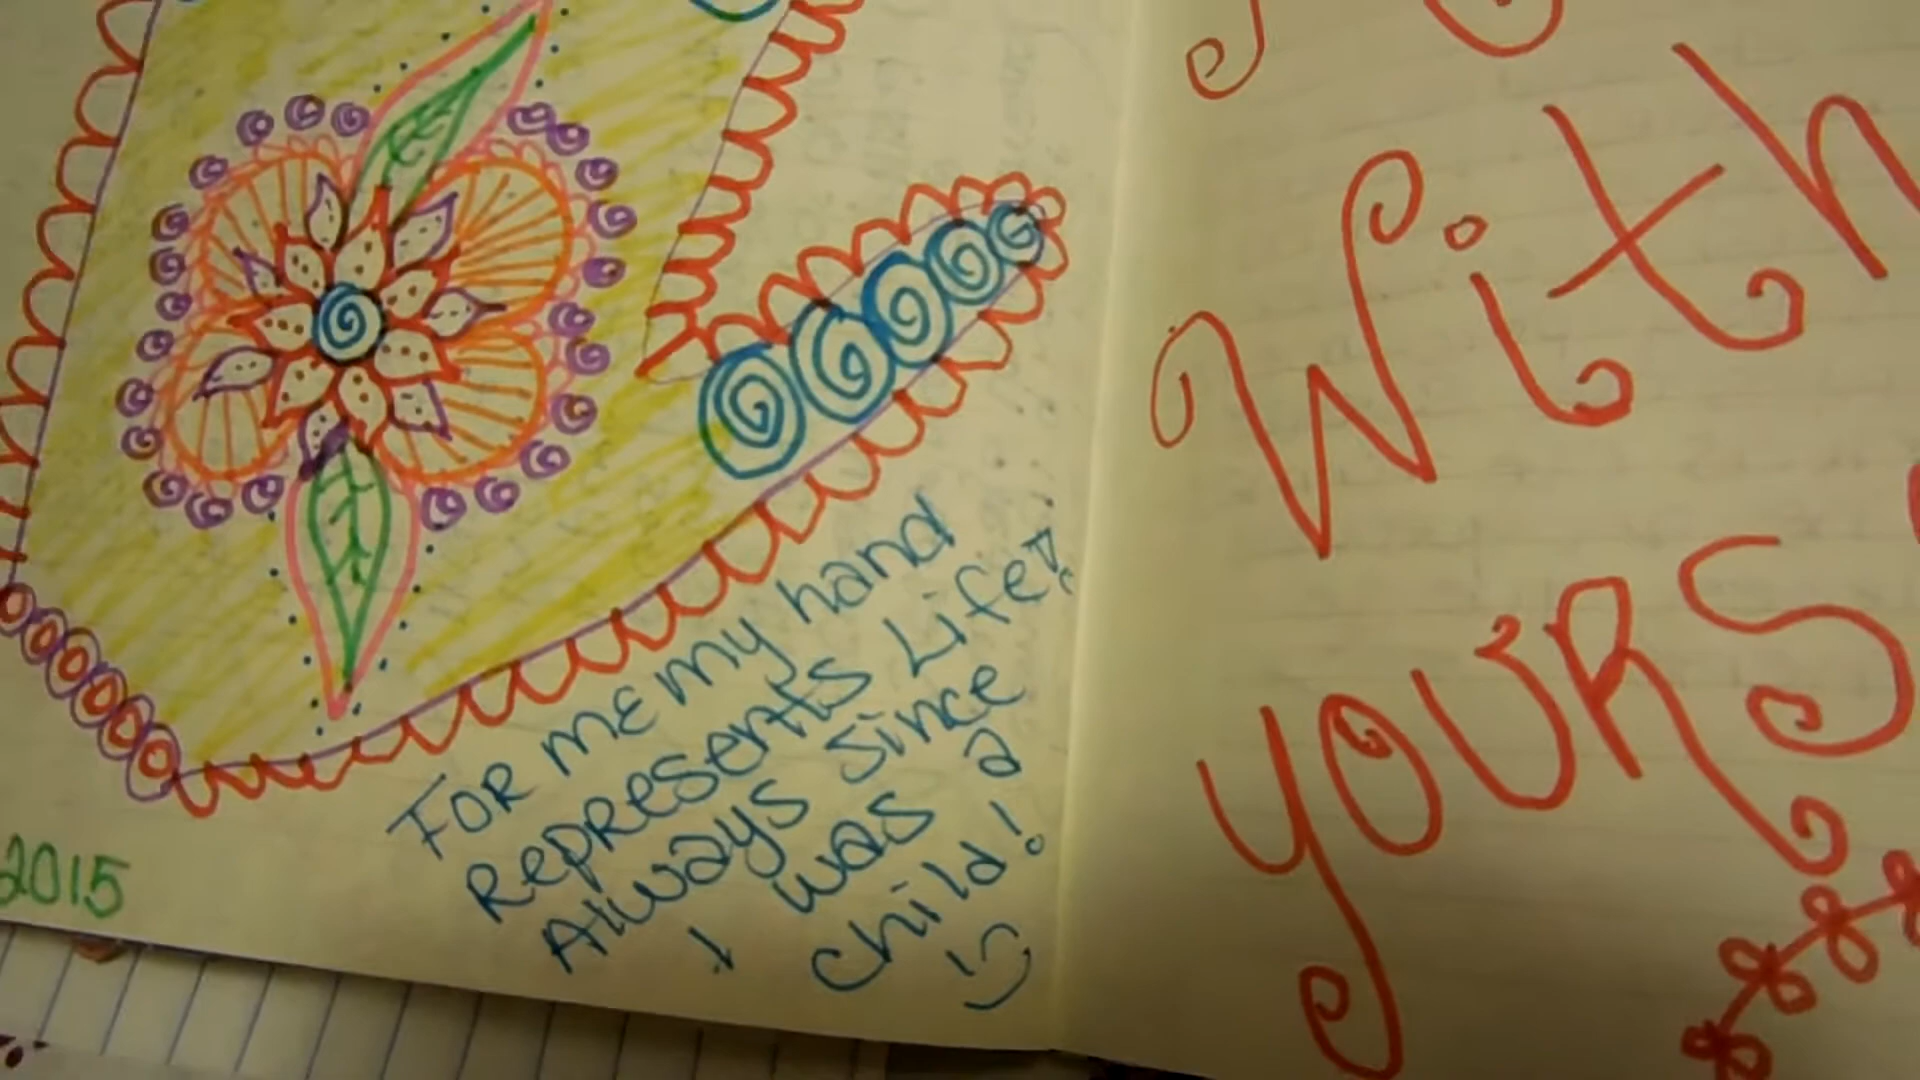 2015
For me my hand
Represents Life?
Always since
I was a
child!
With
YOURS